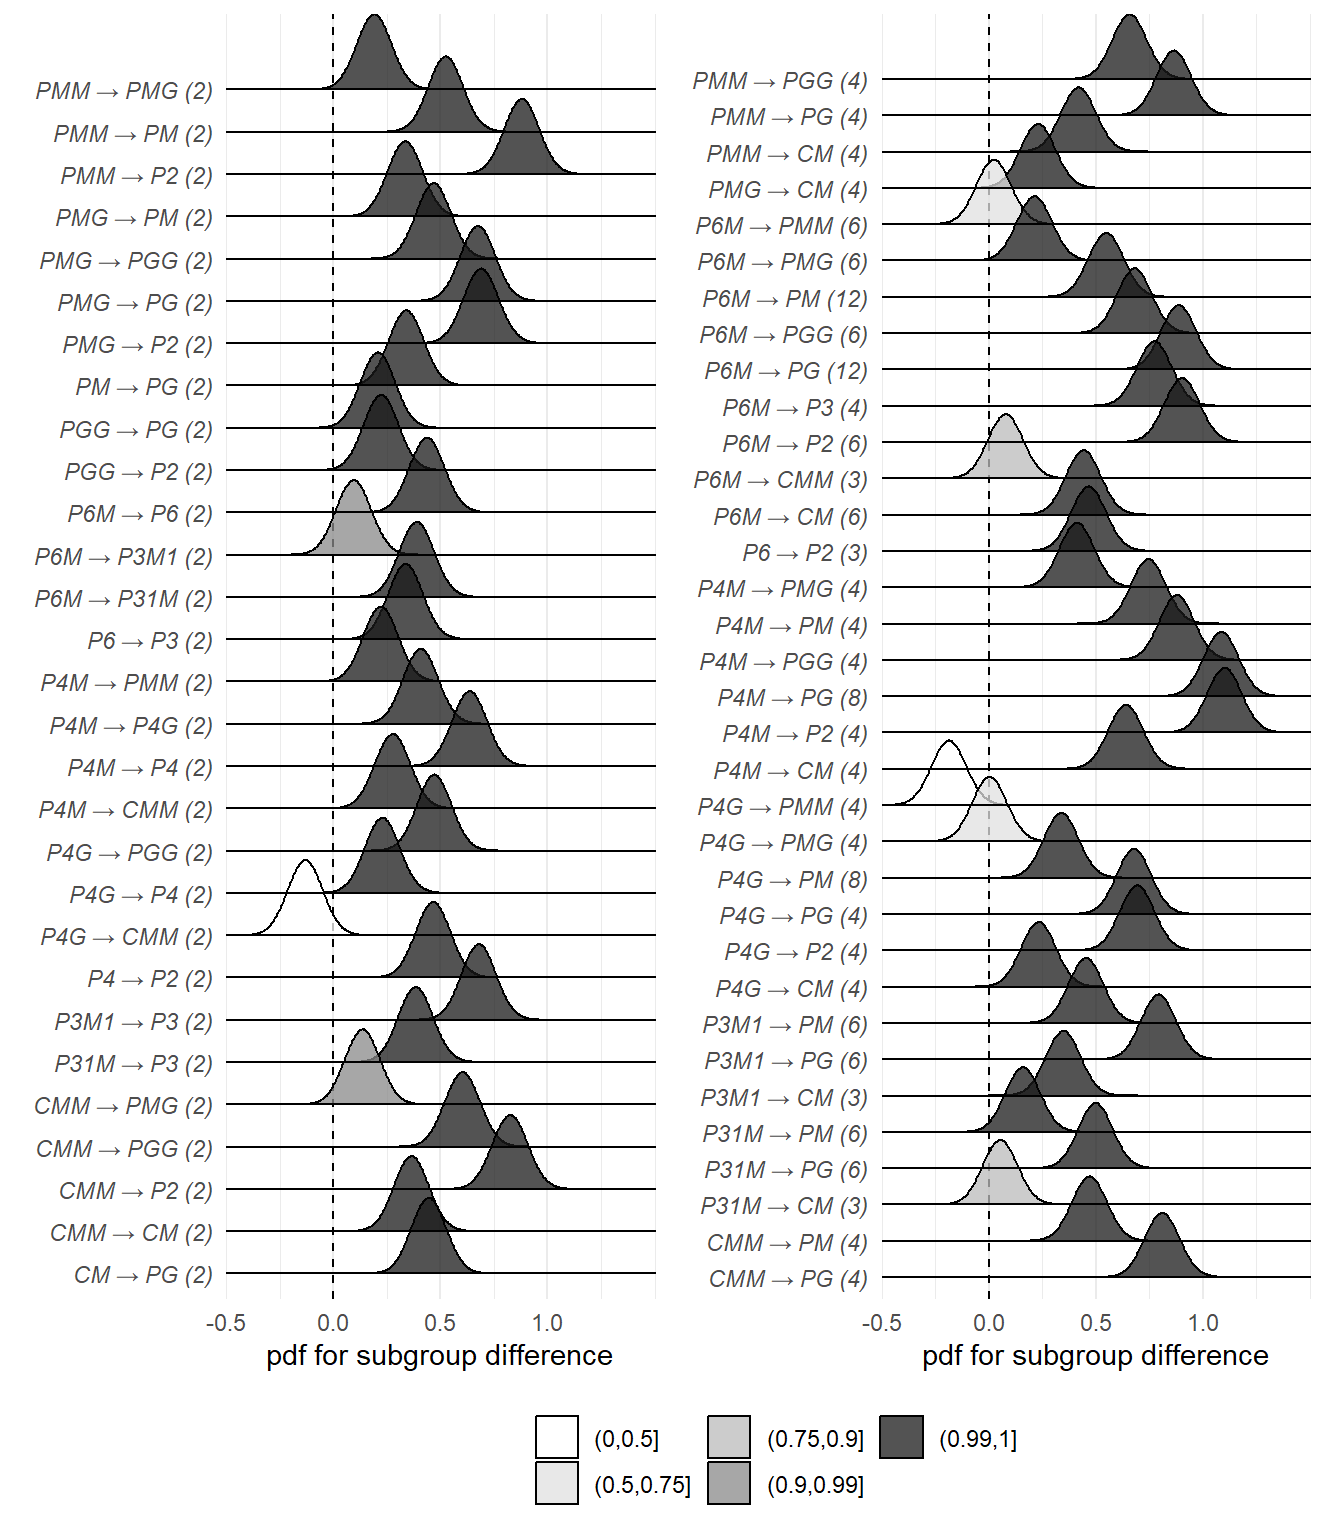 PMM → PMG (2)
PMM → PM (2)
PMM → P2 (2)
PMG → PM (2)
PMG → PGG (2)
PMG → PG (2)
PMG → P2 (2)
PM → PG (2)
PGG → PG (2)
PGG → P2 (2)
P6M → P6 (2)
P6M → P3M1 (2)
P6M → P31M (2)
P6 → P3 (2)
P4M → PMM (2)
P4M → P4G (2)
P4M → P4 (2)
P4M → CMM (2)
P4G → PGG (2)
P4G → P4 (2)
P4G → CMM (2)
P4 → P2 (2)
P3M1 → P3 (2)
P31M → P3 (2)
CMM → PMG (2)
CMM → PGG (2)
CMM → P2 (2)
CMM → CM (2)
CM → PG (2)
-0.5 0.0 0.5 1.0
pdf for subgroup difference
PMM → PGG (4)
PMM → PG (4)
PMM → CM (4)
PMG → CM (4)
P6M → PMM (6)
P6M → PMG (6)
P6M → PM (12)
P6M → PGG (6)
P6M → PG (12)
P6M → P3 (4)
P6M → P2 (6)
P6M → CMM (3)
P6M → CM (6)
P6 → P2 (3)
P4M → PMG (4)
P4M → PM (4)
P4M → PGG (4)
P4M → PG (8)
P4M → P2 (4)
P4M → CM (4)
P4G → PMM (4)
P4G → PMG (4)
P4G → PM (8)
P4G → PG (4)
P4G → P2 (4)
P4G → CM (4)
P3M1 → PM (6)
P3M1 → PG (6)
P3M1 → CM (3)
P31M → PM (6)
P31M → PG (6)
P31M → CM (3)
CMM → PM (4)
CMM → PG (4)
-0.5 0.0 0.5 1.0
pdf for subgroup difference
(0,0.5] (0.75,0.9] (0.99,1]
(0.5,0.75] (0.9,0.99]